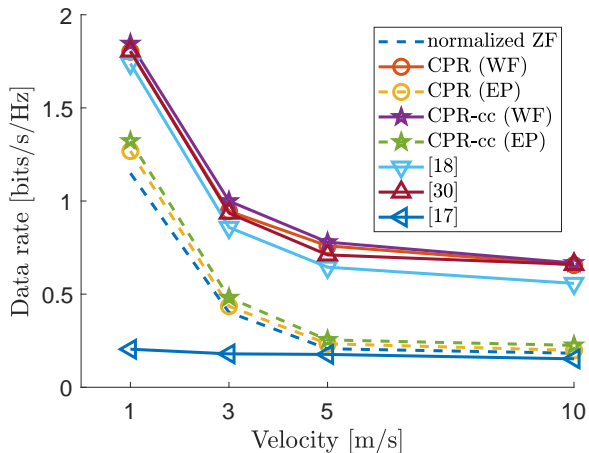 2
1.5
1
0.5
0
1
3
5
10
Data rate [bits/s/Hz]
Velocity [m/s]
normalized ZF
CPR (WF)
CPR (EP)
CPR-cc (WF)
CPR-cc (EP)
[18]
[30]
[17]